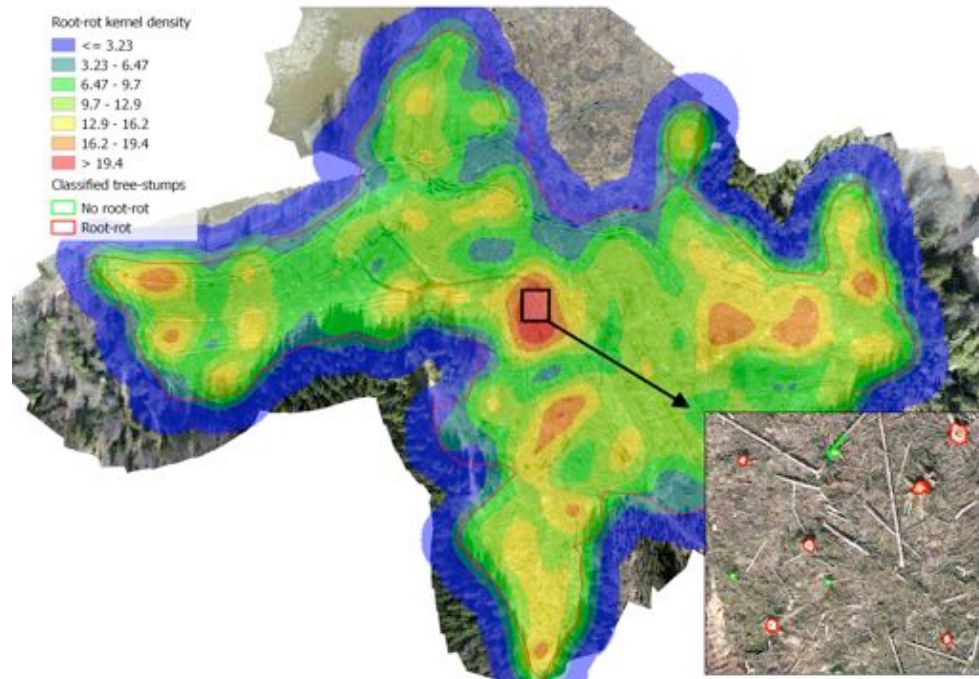 Root-rot kernel density
<= 3.23
3.23 - 6.47
6.47 - 9.7
9.7 - 12.9
12.9 - 16.2
16.2 - 19.4
> 19.4
Classified tree-stumps
No root-rot
Root-rot